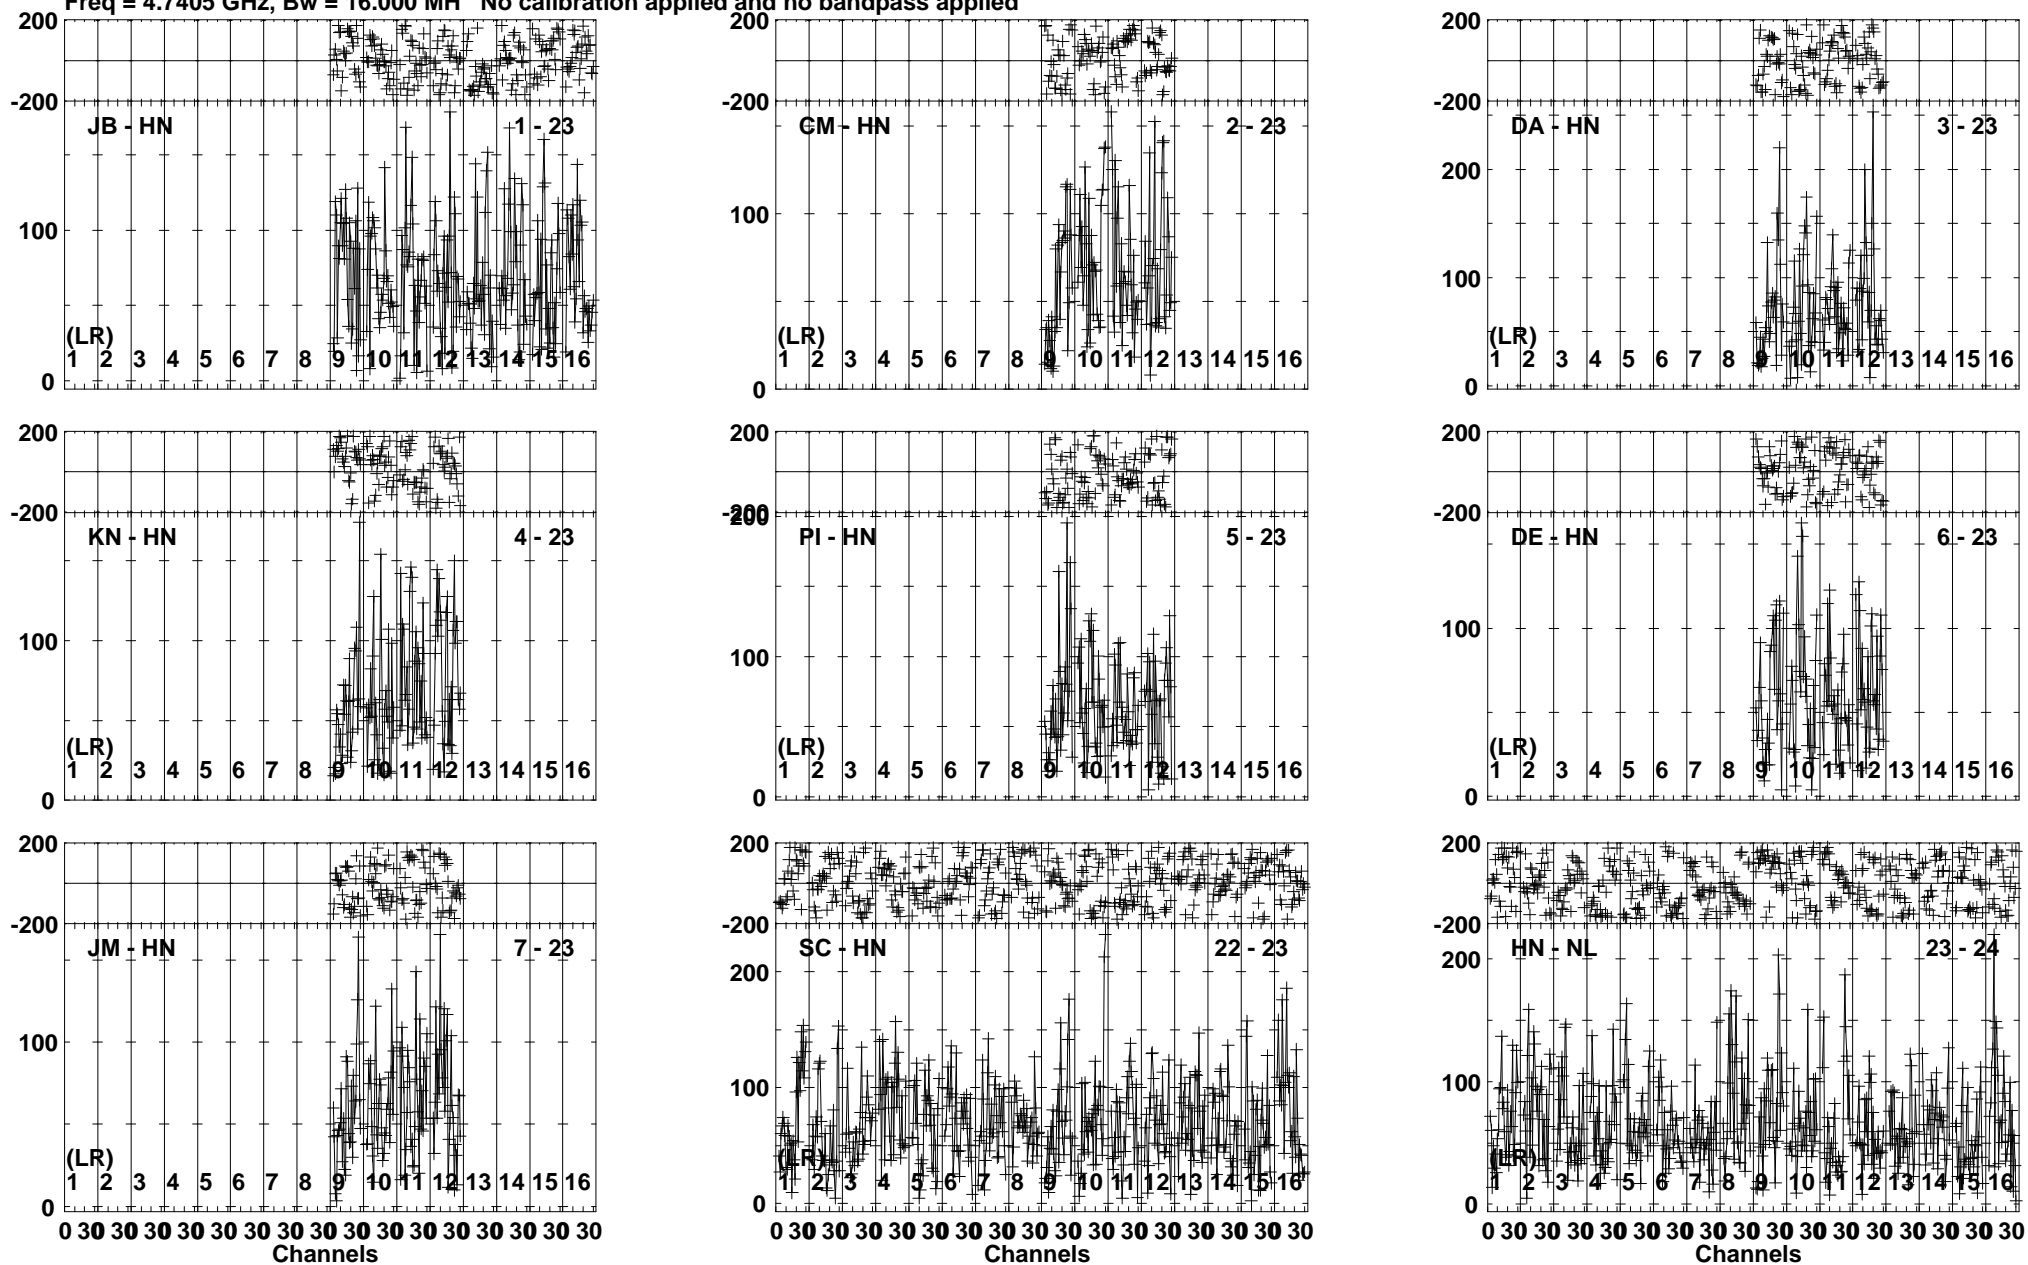 Freq = 4.7405 GHz, Bw = 16.000 MH No calibration applied and no bandpass applied
200
-200
JB - HN 1 - 23
100
(LR)
1 2 3 4 5 6 7 8 9 10 11 12 13 14 15 16
0
200
-200
CM - HN 2 - 23
100
(LR)
1 2 3 4 5 6 7 8 9 10 11 12 13 14 15 16
0
200
-200
DA - HN 3 - 23
200
100
(LR)
1 2 3 4 5 6 7 8 9 10 11 12 13 14 15 16
0
200
-200
KN - HN 4 - 23
100
(LR)
1 2 3 4 5 6 7 8 9 10 11 12 13 14 15 16
0
200
-200
200
PI - HN 5 - 23
100
(LR)
1 2 3 4 5 6 7 8 9 10 11 12 13 14 15 16
0
200
-200
DE - HN 6 - 23
100
(LR)
1 2 3 4 5 6 7 8 9 10 11 12 13 14 15 16
0
200
-200
JM - HN 7 - 23
100
(LR)
1 2 3 4 5 6 7 8 9 10 11 12 13 14 15 16
0
0 30 30 30 30 30 30 30 30 30 30 30 30 30 30 30 30
Channels
200
-200
SC - HN 22 - 23
200
100
(LR)
1 2 3 4 5 6 7 8 9 10 11 12 13 14 15 16
0
0 30 30 30 30 30 30 30 30 30 30 30 30 30 30 30 30
Channels
200
-200
HN - NL 23 - 24
200
100
(LR)
1 2 3 4 5 6 7 8 9 10 11 12 13 14 15 16
0
0 30 30 30 30 30 30 30 30 30 30 30 30 30 30 30 30
Channels